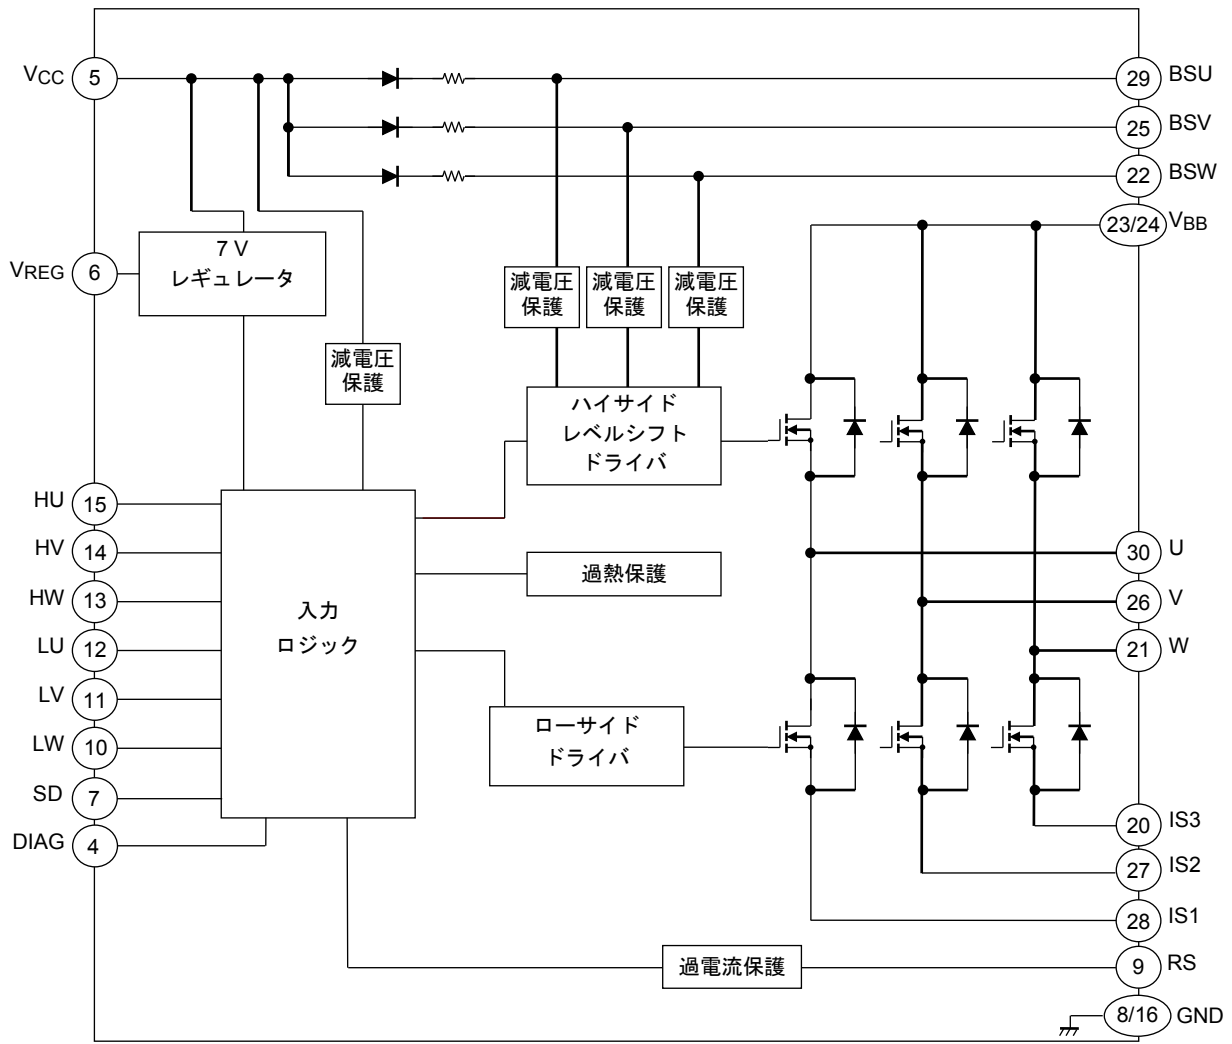 VCC 5
29 BSU
25 BSV
22 BSW
23/24 VBB
7 V
レギュレータ
VREG 6
減電圧
保護
減電圧
保護
減電圧
保護
減電圧
保護
ハイサイド
レベルシフト
ドライバ
HU 15
HV 14
HW 13
LU 12
LV 11
LW 10
SD 7
DIAG 4
入力
ロジック
過熱保護
ローサイド
ドライバ
30 U
26 V
21 W
20 IS3
27 IS2
28 IS1
過電流保護
9 RS
8/16 GND